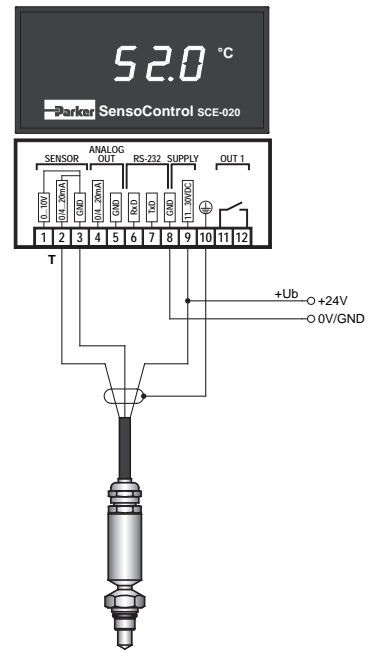 52.0 °C
Parker SensoControl SCE-020
ANALOG
SENSOR OUT RS-232 SUPPLY OUT 1
0...10V 0/4...20mA GND 0/4...20mA GND RxD TxD GND 11...30VDC
1 2 3 4 5 6 7 8 9 10 11 12
T
+Ub
+24V
0V/GND